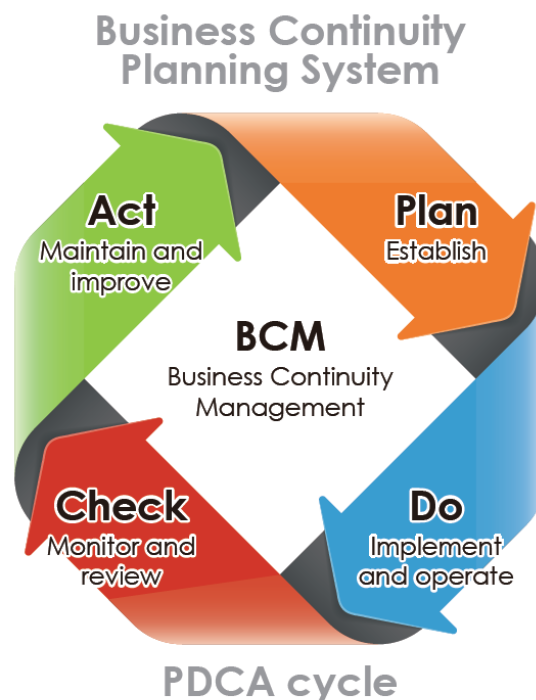 Business Continuity
Planning System
Act
Maintain and
improve
Plan
Establish
BCM
Business Continuity
Management
Check
Monitor and
review
Do
Implement
and operate
PDCA cycle